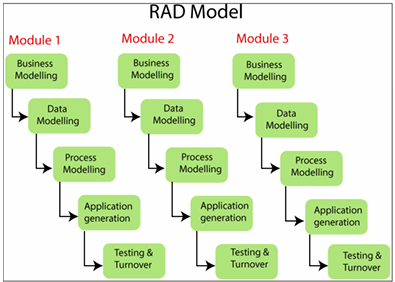 RAD Model
Module 1
Module 2
Module 3
Business
Modelling
Business
Modelling
Business
Modelling
Data
Modelling
Data
Modelling
Data
Modelling
Process
Modelling
Process
Modelling
Process
Modelling
Application
generation
Application
generation
Application
generation
Testing &
Turnover
Testing &
Turnover
Testing &
Turnover